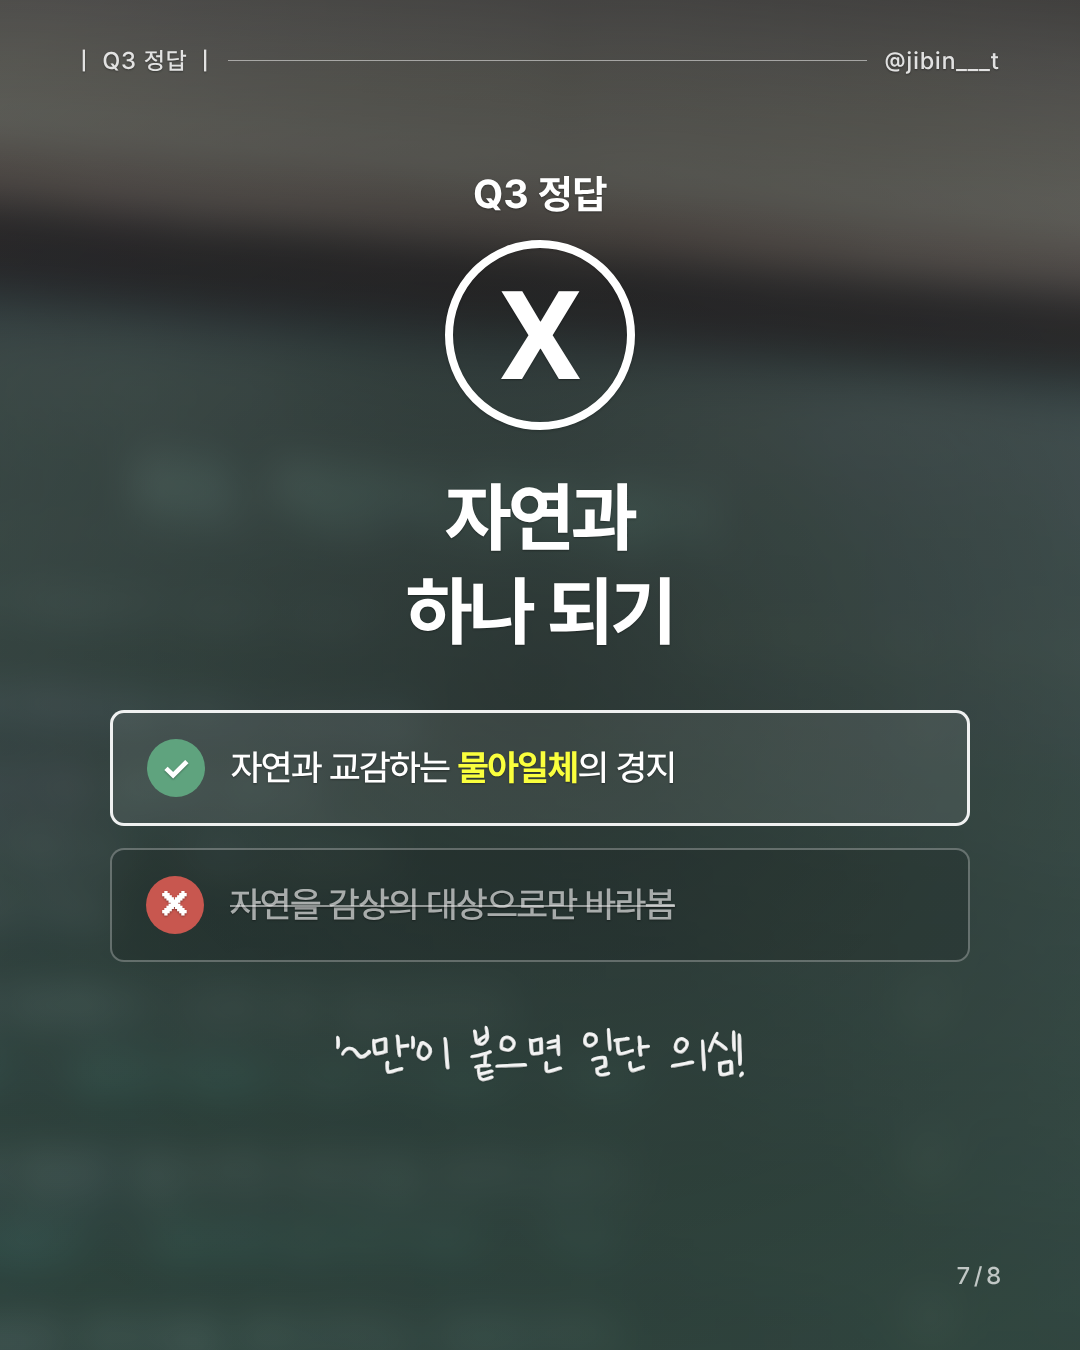 | Q3 정답 | @jibin___t
Q3 정답
X
자연과
하나 되기
자연과 교감하는 물아일체의 경지
자연을 감상의 대상으로만 바라봄
'~만'이 붙으면 일단 의심!
7/8